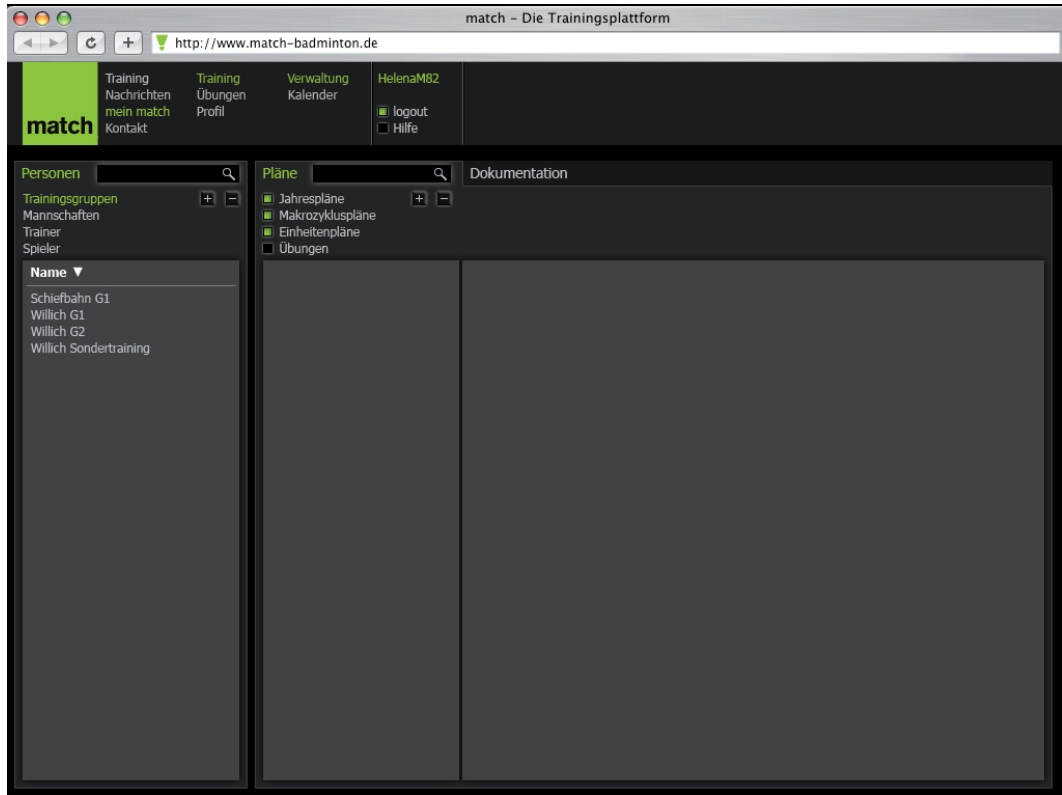 match – Die Trainingsplattform
http://www.match-badminton.de
match
Training
Nachrichten
mein match
Kontakt
Training
Übungen
Profil
Verwaltung
Kalender
HelenaM82
logout
Hilfe
Personen
Trainingsgruppen
Mannschaften
Trainer
Spieler
Name ▼
Schiefbahn G1
Willich G1
Willich G2
Willich Sondertraining
Pläne
Jahrespläne
Makrozykluspläne
Einheitenpläne
Übungen
Dokumentation